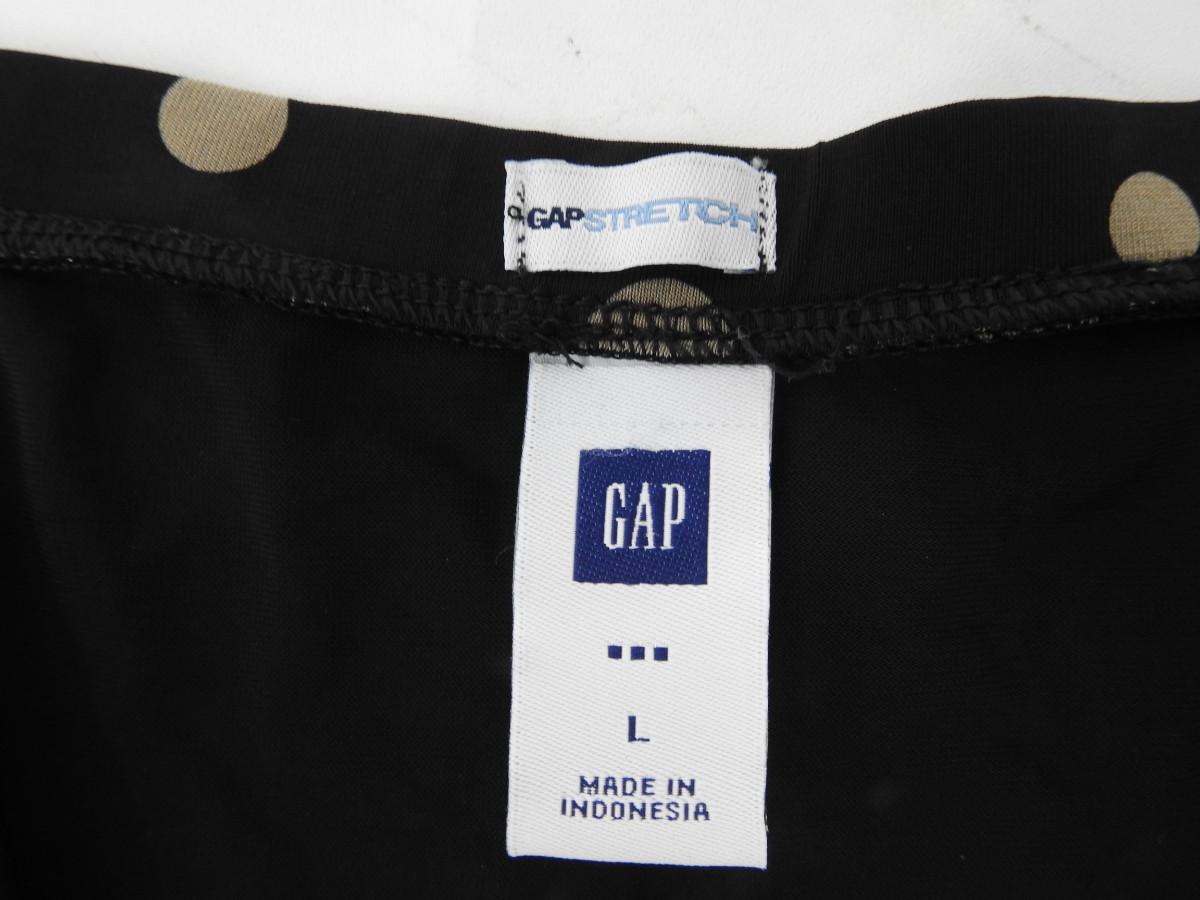 GAPSTRETCH
GAP
L
MADE IN
INDONESIA